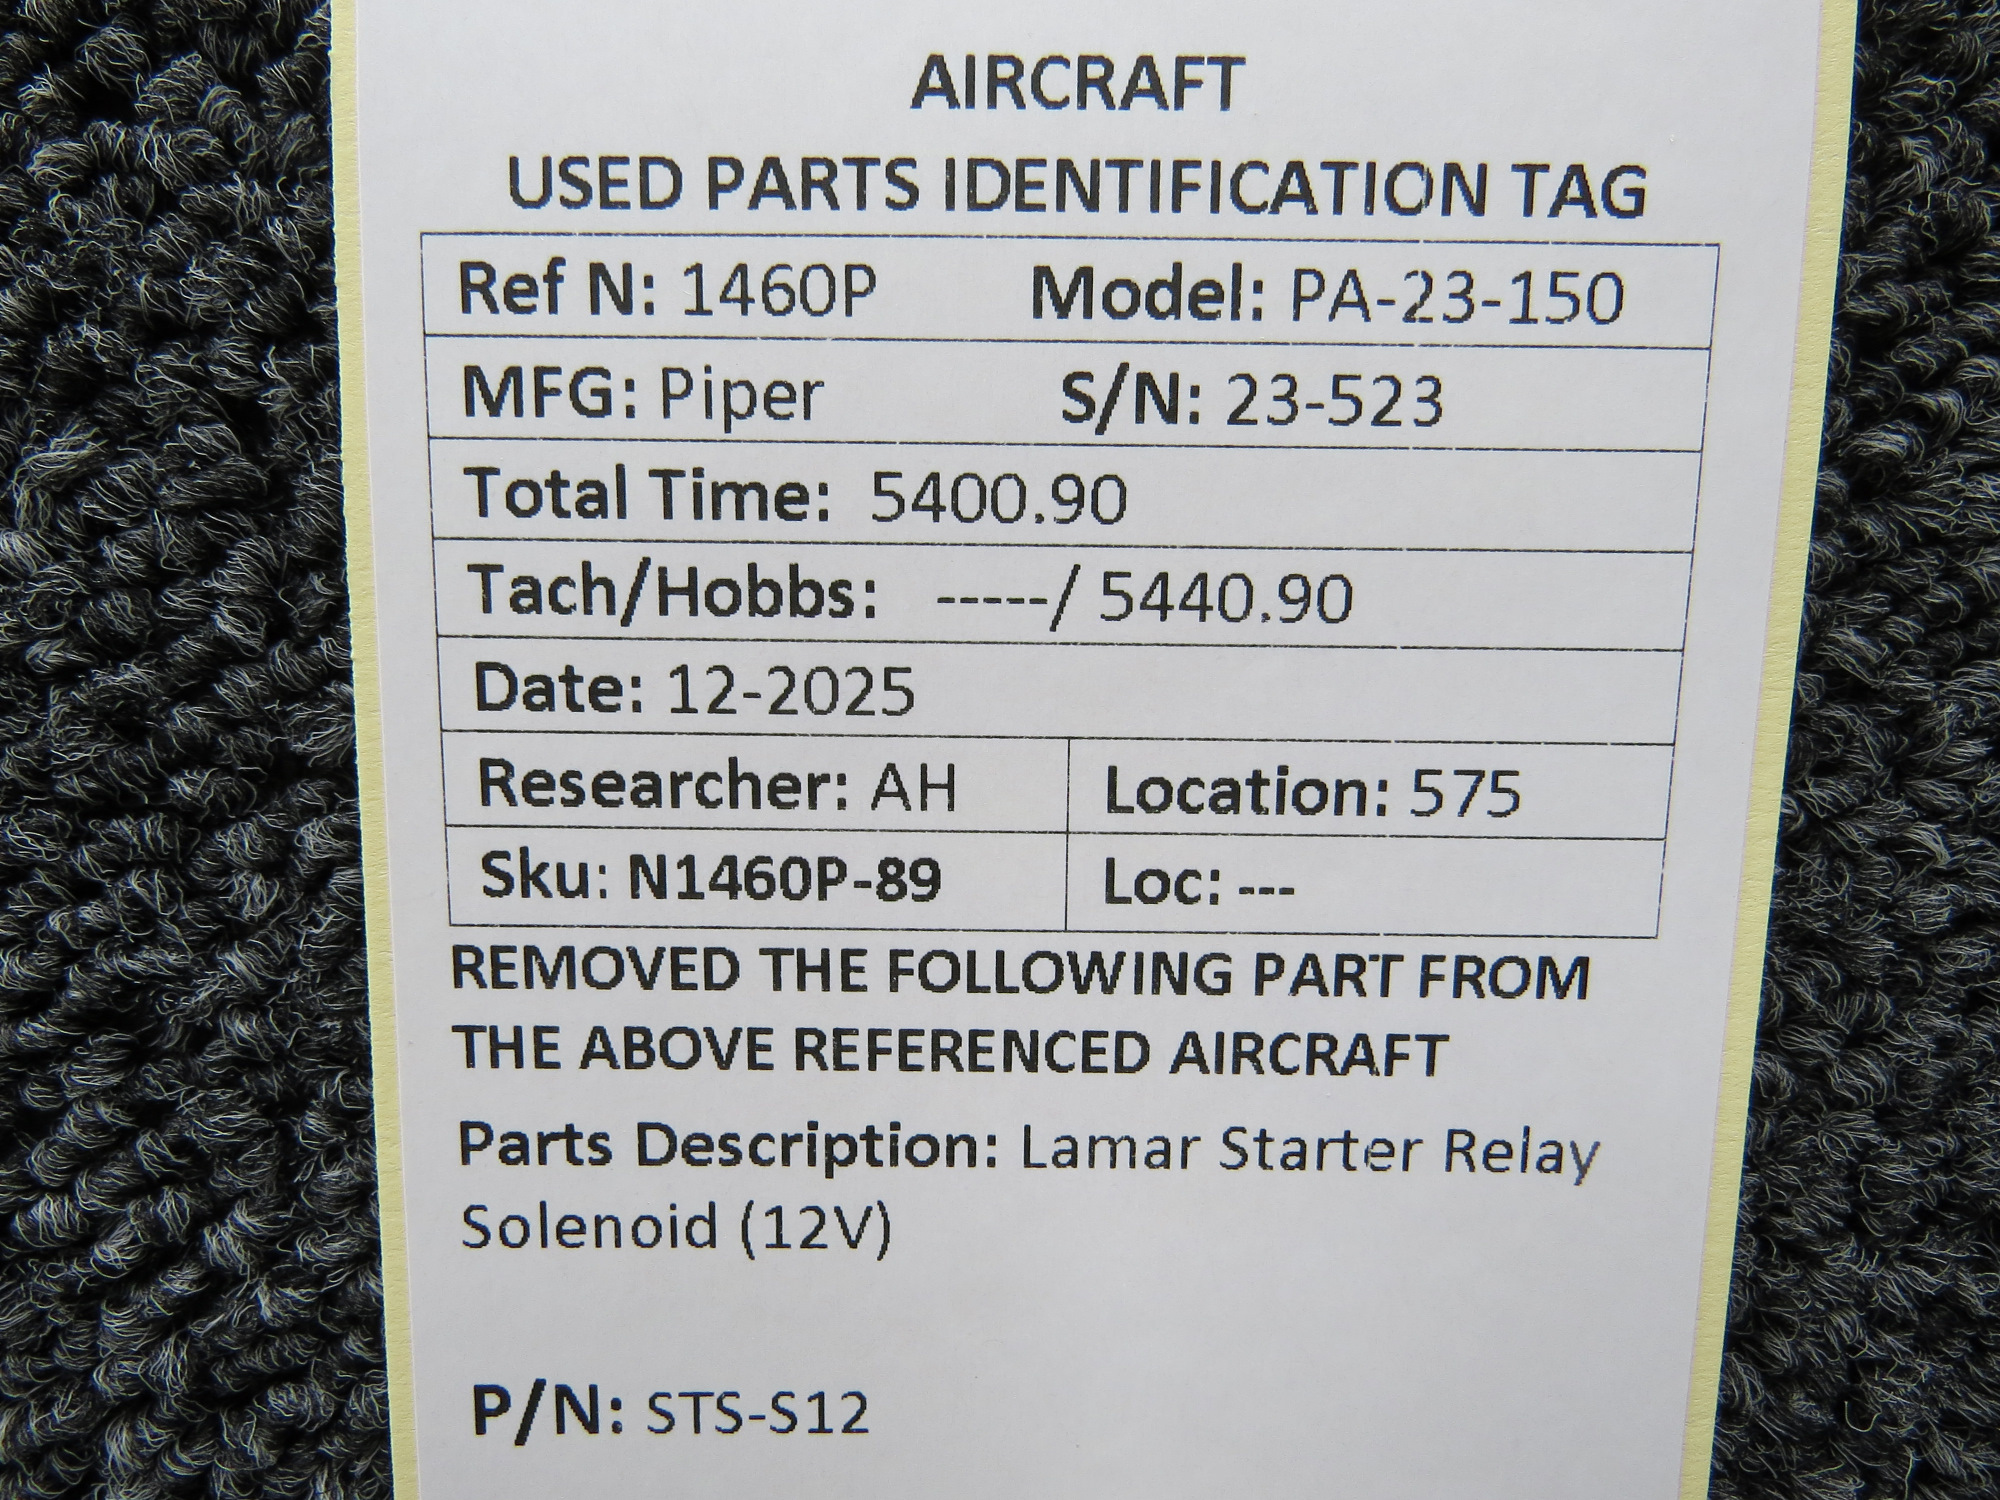 AIRCRAFT
USED PARTS IDENTIFICATION TAG
Ref N: 1460P Model: PA-23-150
MFG: Piper S/N: 23-523
Total Time: 5400.90
Tach/Hobbs: -----/ 5440.90
Date: 12-2025
Researcher: AH Location: 575
Sku: N1460P-89 Loc: ---
REMOVED THE FOLLOWING PART FROM
THE ABOVE REFERENCED AIRCRAFT
Parts Description: Lamar Starter Relay
Solenoid (12V)
P/N: STS-S12